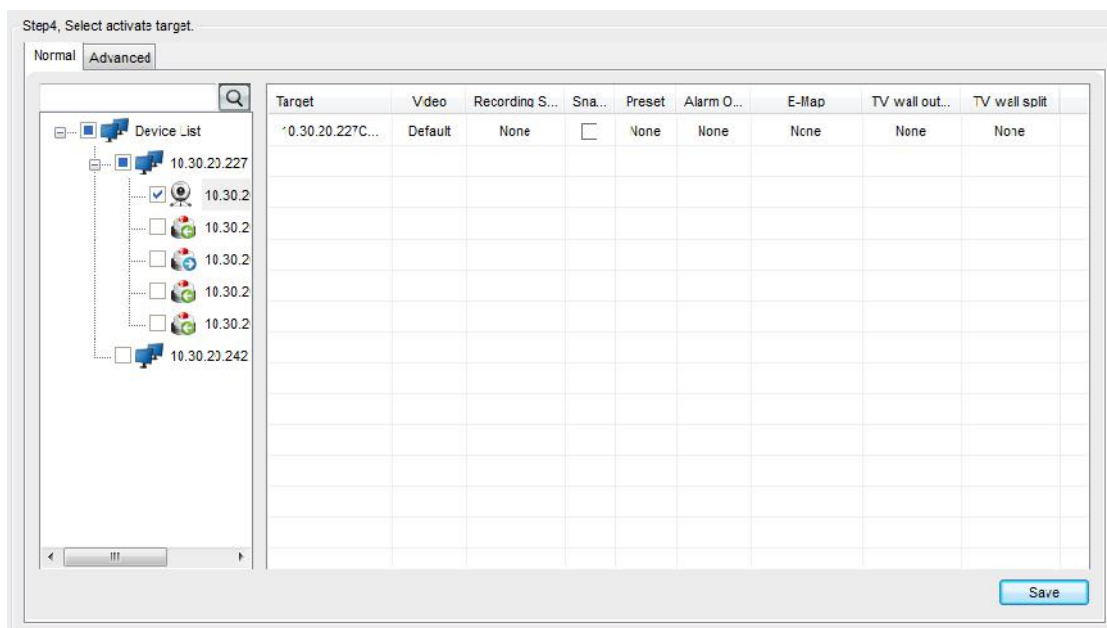 Step4, Select activate target.
Normal Advanced
Target Video Recording S... Sna... Preset Alarm O... E-Map TV wall out... TV wall split
Device List
10.30.20.227C... Default None None None None None None
10.30.20.227
10.30.2
10.30.2
10.30.2
10.30.2
10.30.2
10.30.20.242
Save